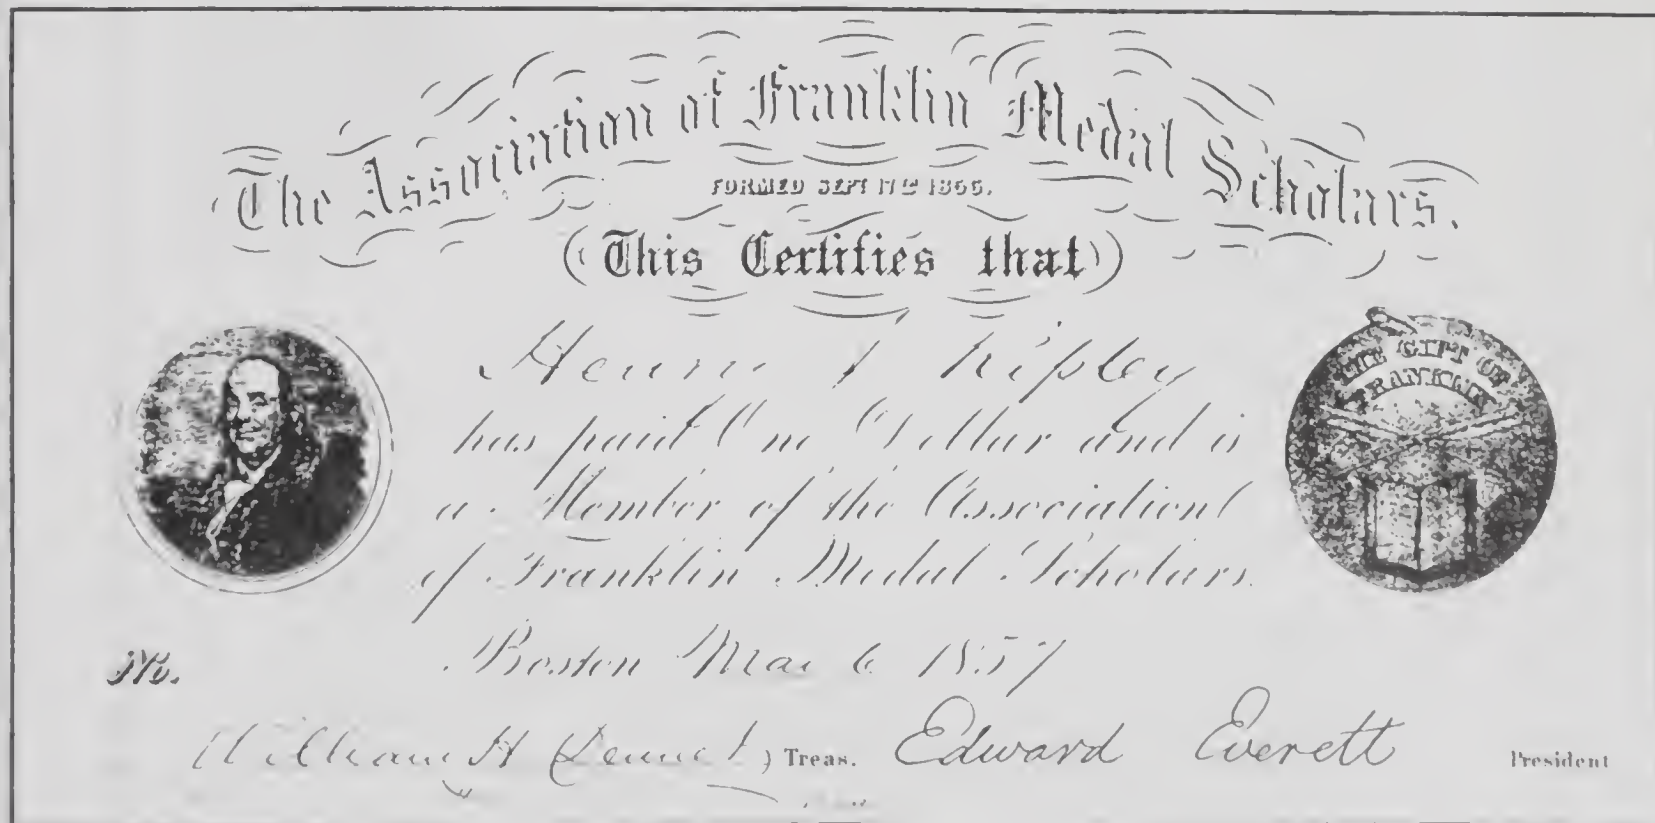 The Association of Franklin Medal Scholars.
FORMED SEPT 17th 1856.
(This Certifies that)
Ripley
has paid One Dollar and is
a Member of the Association
of Franklin Medal Scholars.
THE GIFT OF
FRANKLIN
Boston Mar 6 1857
No.
William H Treas. Edward Everett President